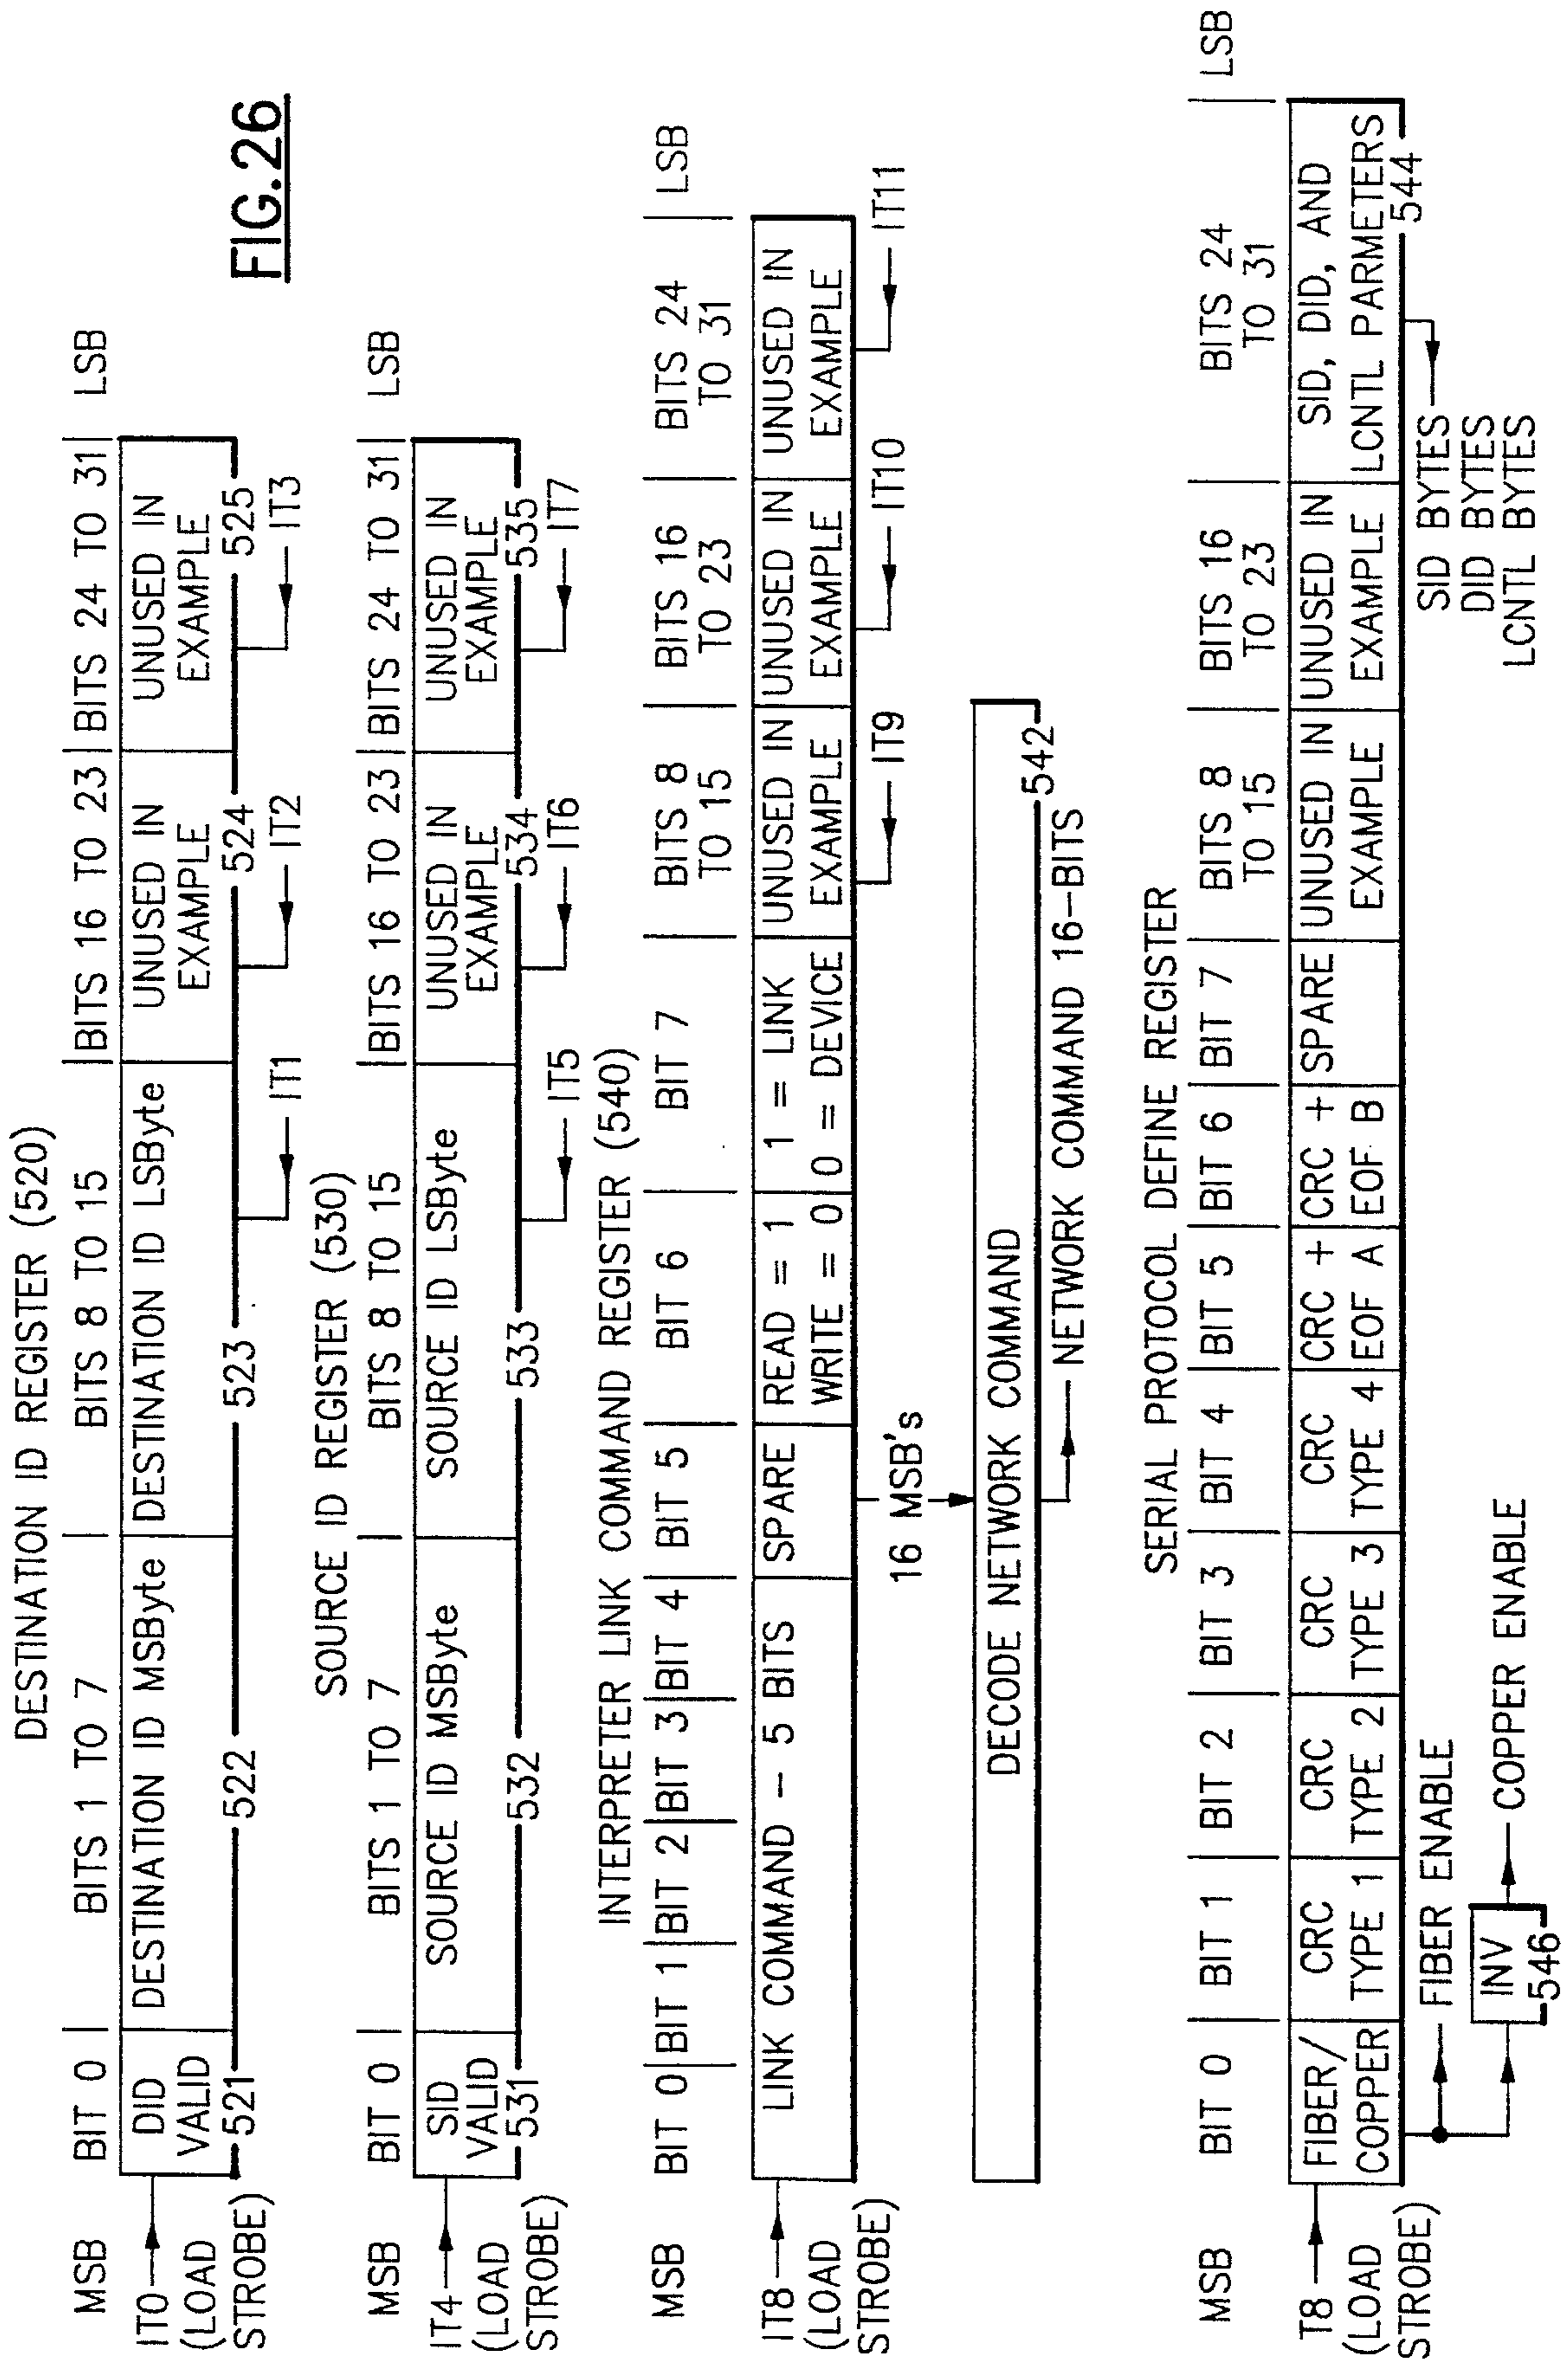 FIG.26
DESTINATION ID REGISTER (520)
MSB BIT 0 BITS 1 TO 7 BITS 8 TO 15 BITS 16 TO 23 BITS 24 TO 31 LSB
IT0
(LOAD
STROBE)
DID
VALID
DESTINATION ID MSByte
DESTINATION ID LSByte
UNUSED IN
EXAMPLE
UNUSED IN
EXAMPLE
521 522 523 524 525
IT1 IT2 IT3
SOURCE ID REGISTER (530)
MSB BIT 0 BITS 1 TO 7 BITS 8 TO 15 BITS 16 TO 23 BITS 24 TO 31 LSB
IT4
(LOAD
STROBE)
SID
VALID
SOURCE ID MSByte
SOURCE ID LSByte
UNUSED IN
EXAMPLE
UNUSED IN
EXAMPLE
531 532 533 534 535
IT5 IT6 IT7
INTERPRETER LINK COMMAND REGISTER (540)
MSB BIT 0 BIT 1 BIT 2 BIT 3 BIT 4 BIT 5 BIT 6 BIT 7 BITS 8 TO 15 BITS 16 TO 23 BITS 24 TO 31 LSB
IT8
(LOAD
STROBE)
LINK COMMAND – 5 BITS
SPARE
READ = 1
WRITE = 0
1 = LINK
0 = DEVICE
UNUSED IN
EXAMPLE
UNUSED IN
EXAMPLE
UNUSED IN
EXAMPLE
IT9 IT10 IT11
16 MSB's
DECODE NETWORK COMMAND
542
NETWORK COMMAND 16–BITS
SERIAL PROTOCOL DEFINE REGISTER
MSB BIT 0 BIT 1 BIT 2 BIT 3 BIT 4 BIT 5 BIT 6 BIT 7 BITS 8 TO 15 BITS 16 TO 23 BITS 24 TO 31 LSB
T8
(LOAD
STROBE)
FIBER/
COPPER
CRC
TYPE 1
CRC
TYPE 2
CRC
TYPE 3
CRC
TYPE 4
CRC +
EOF A
CRC +
EOF B
SPARE
UNUSED IN
EXAMPLE
UNUSED IN
EXAMPLE
SID, DID, AND
LCNTL PARMETERS
544
FIBER ENABLE
INV
546
COPPER ENABLE
SID BYTES
DID BYTES
LCNTL BYTES